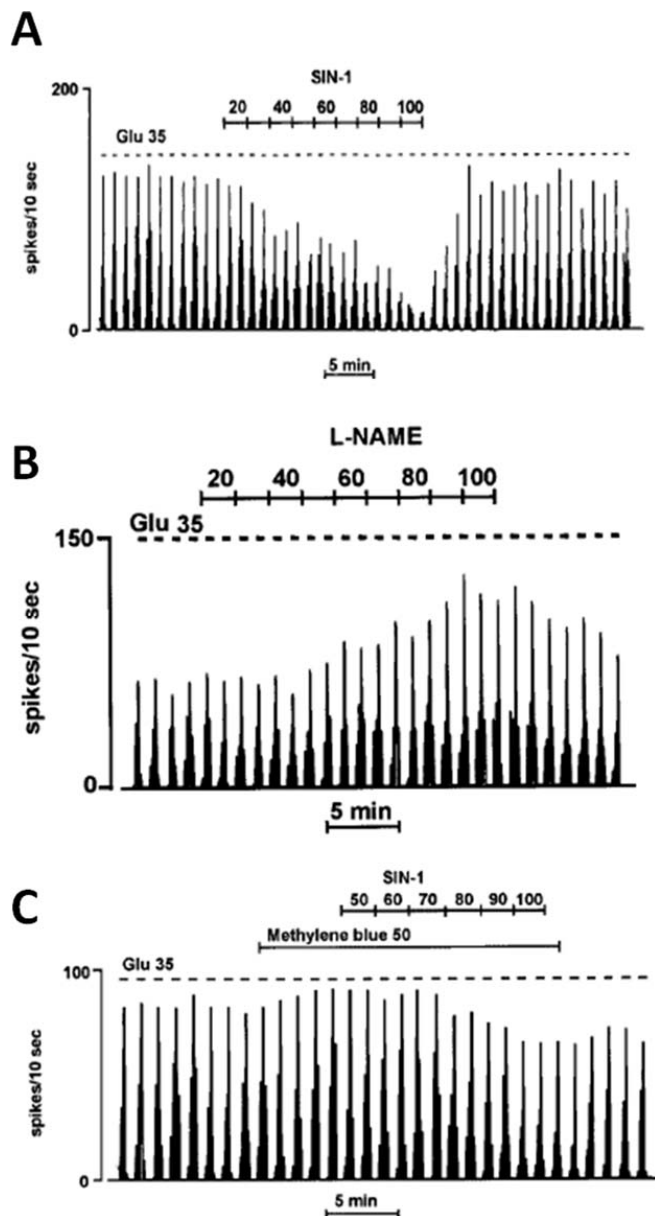 A
SIN-1
200
20 40 60 80 100
Glu 35
spikes/10 sec
0
5 min
B
L-NAME
20 40 60 80 100
Glu 35
150
spikes/10 sec
0
5 min
C
SIN-1
50 60 70 80 90 100
Methylene blue 50
Glu 35
100
spikes/10 sec
0
5 min